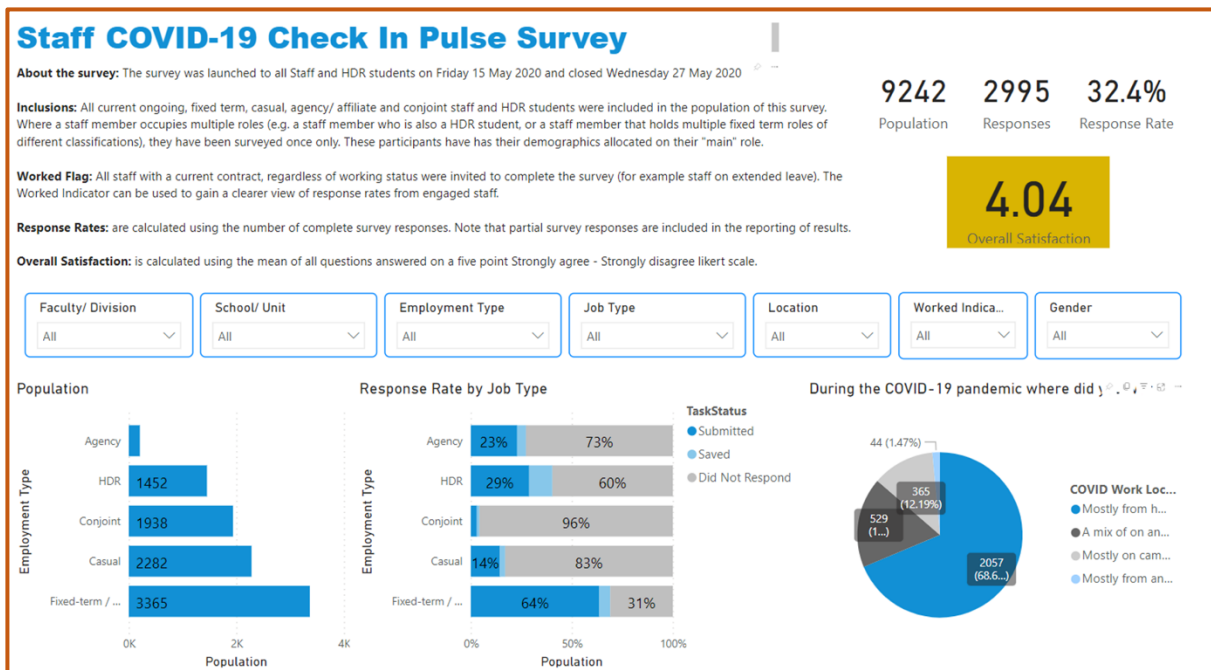 Staff COVID-19 Check In Pulse Survey
About the survey: The survey was launched to all Staff and HDR students on Friday 15 May 2020 and closed Wednesday 27 May 2020
Inclusions: All current ongoing, fixed term, casual, agency/ affiliate and conjoint staff and HDR students were included in the population of this survey.
Where a staff member occupies multiple roles (e.g. a staff member who is also a HDR student, or a staff member that holds multiple fixed term roles of
different classifications), they have been surveyed once only. These participants have has their demographics allocated on their "main" role.
Worked Flag: All staff with a current contract, regardless of working status were invited to complete the survey (for example staff on extended leave). The
Worked Indicator can be used to gain a clearer view of response rates from engaged staff.
Response Rates: are calculated using the number of complete survey responses. Note that partial survey responses are included in the reporting of results.
Overall Satisfaction: is calculated using the mean of all questions answered on a five point Strongly agree - Strongly disagree likert scale.
9242 2995 32.4%
Population Responses Response Rate
4.04
Overall Satisfaction
Faculty/ Division School/ Unit Employment Type Job Type Location Worked Indica... Gender
All All All All All All All
Population
Employment Type
Agency
HDR 1452
Conjoint 1938
Casual 2282
Fixed-term / ... 3365
0K 2K 4K
Population
Response Rate by Job Type
Employment Type
Agency 23% 73%
HDR 29% 60%
Conjoint 96%
Casual 14% 83%
Fixed-term / ... 64% 31%
0% 50% 100%
Population
TaskStatus
Submitted
Saved
Did Not Respond
During the COVID-19 pandemic where did
44 (1.47%)
365
(12.19%)
529
(1...)
2057
(68.6...)
COVID Work Loc...
Mostly from h...
A mix of on an...
Mostly on cam...
Mostly from an...